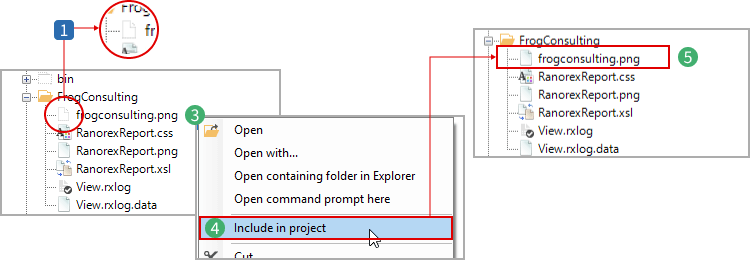 1
Frog
fr
bin
FrogConsulting
frogconsulting.png
RanorexReport.css
RanorexReport.png
RanorexReport.xsl
View.rxlog
View.rxlog.data
3
Open
Open with...
Open containing folder in Explorer
Open command prompt here
4
Include in project
Cut
FrogConsulting
frogconsulting.png
5
RanorexReport.css
RanorexReport.png
RanorexReport.xsl
View.rxlog
View.rxlog.data